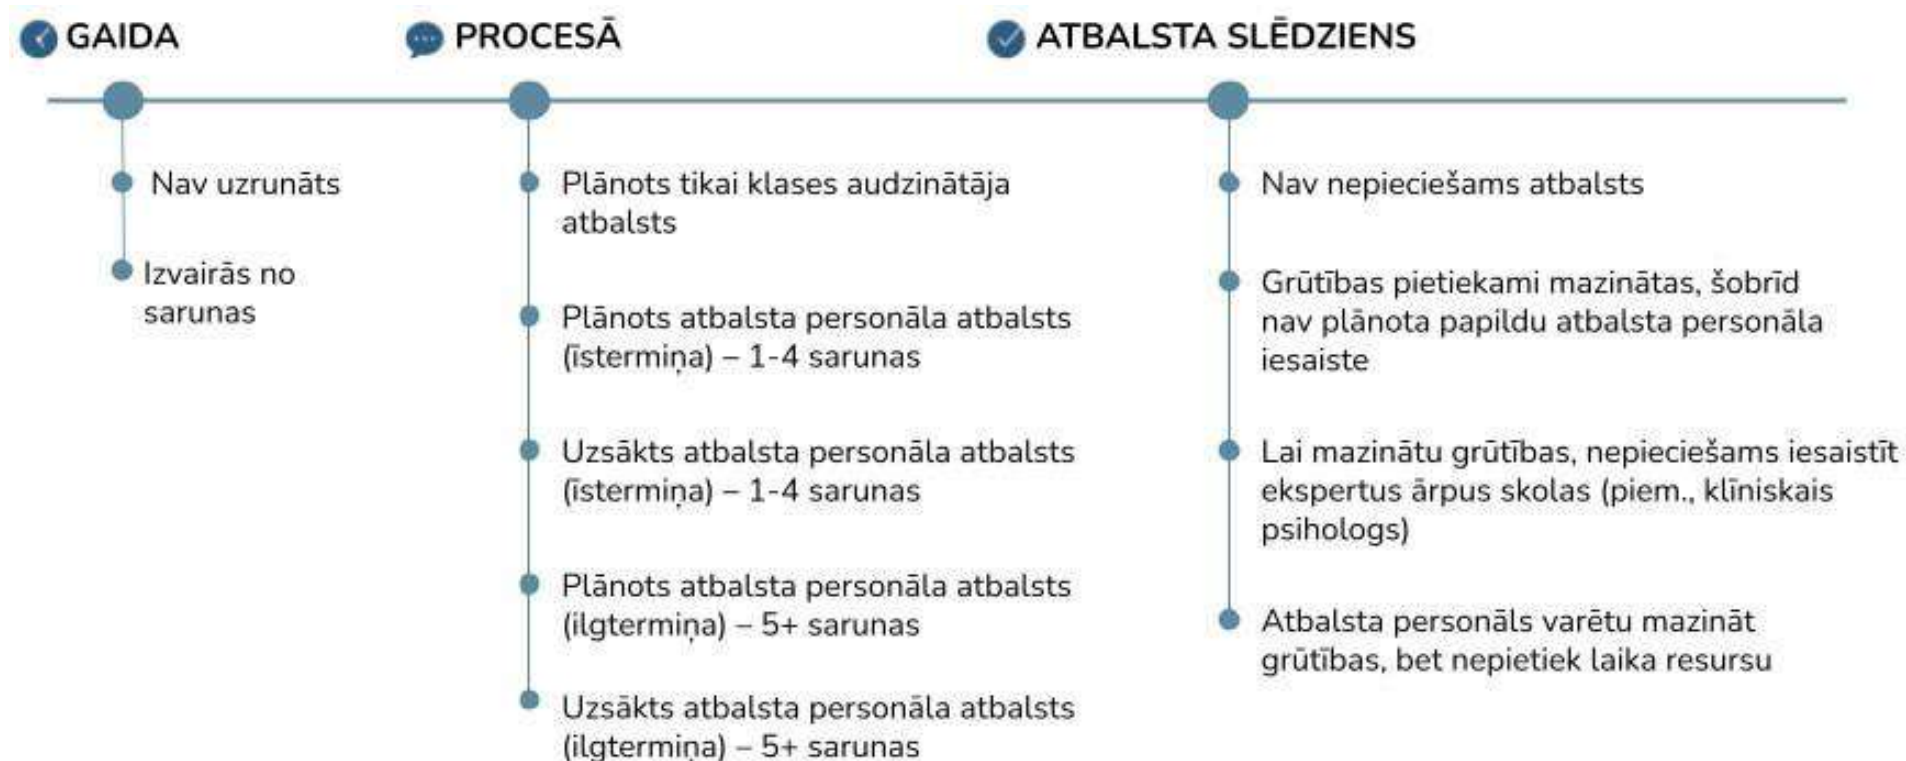 GAIDA
Nav uzrunāts
Izvairās no
sarunas
PROCESĀ
Plānots tikai klases audzinātāja
atbalsts
Plānots atbalsta personāla atbalsts
(īstermiņa) – 1-4 sarunas
Uzsākts atbalsta personāla atbalsts
(īstermiņa) – 1-4 sarunas
Plānots atbalsta personāla atbalsts
(ilgtermiņa) – 5+ sarunas
Uzsākts atbalsta personāla atbalsts
(ilgtermiņa) – 5+ sarunas
ATBALSTA SLĒDZIENS
Nav nepieciešams atbalsts
Grūtības pietiekami mazinātas, šobrīd
nav plānota papildu atbalsta personāla
iesaiste
Lai mazinātu grūtības, nepieciešams iesaistīt
ekspertus ārpus skolas (piem., klīniskais
psihologs)
Atbalsta personāls varētu mazināt
grūtības, bet nepietiek laika resursu